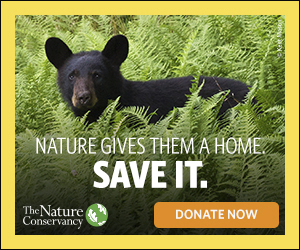 NATURE GIVES THEM A HOME.
SAVE IT.
The Nature
Conservancy
DONATE NOW